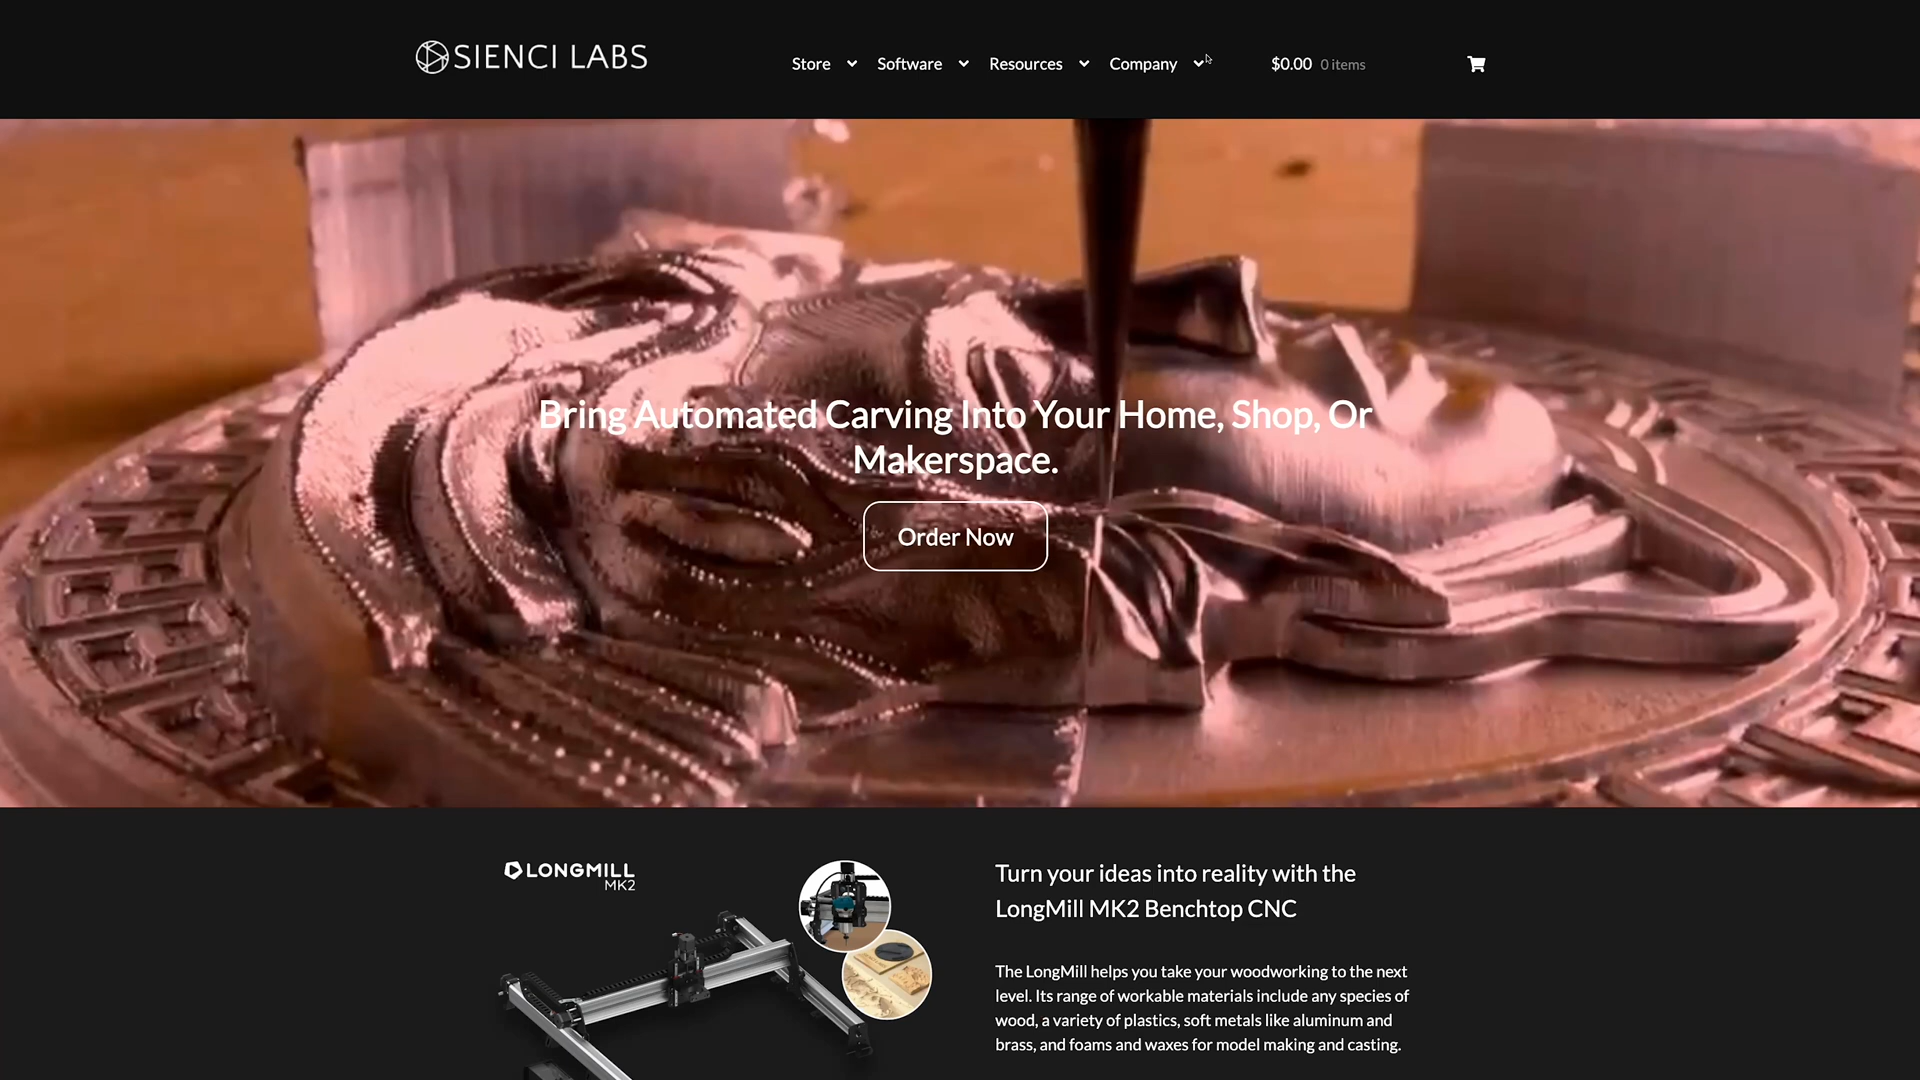 SIENCI LABS
Store Software Resources Company $0.00 0 items
Bring Automated Carving Into Your Home, Shop, Or
Makerspace.
Order Now
LONGMILL
MK2
Turn your ideas into reality with the
LongMill MK2 Benchtop CNC
The LongMill helps you take your woodworking to the next
level. Its range of workable materials include any species of
wood, a variety of plastics, soft metals like aluminum and
brass, and foams and waxes for model making and casting.